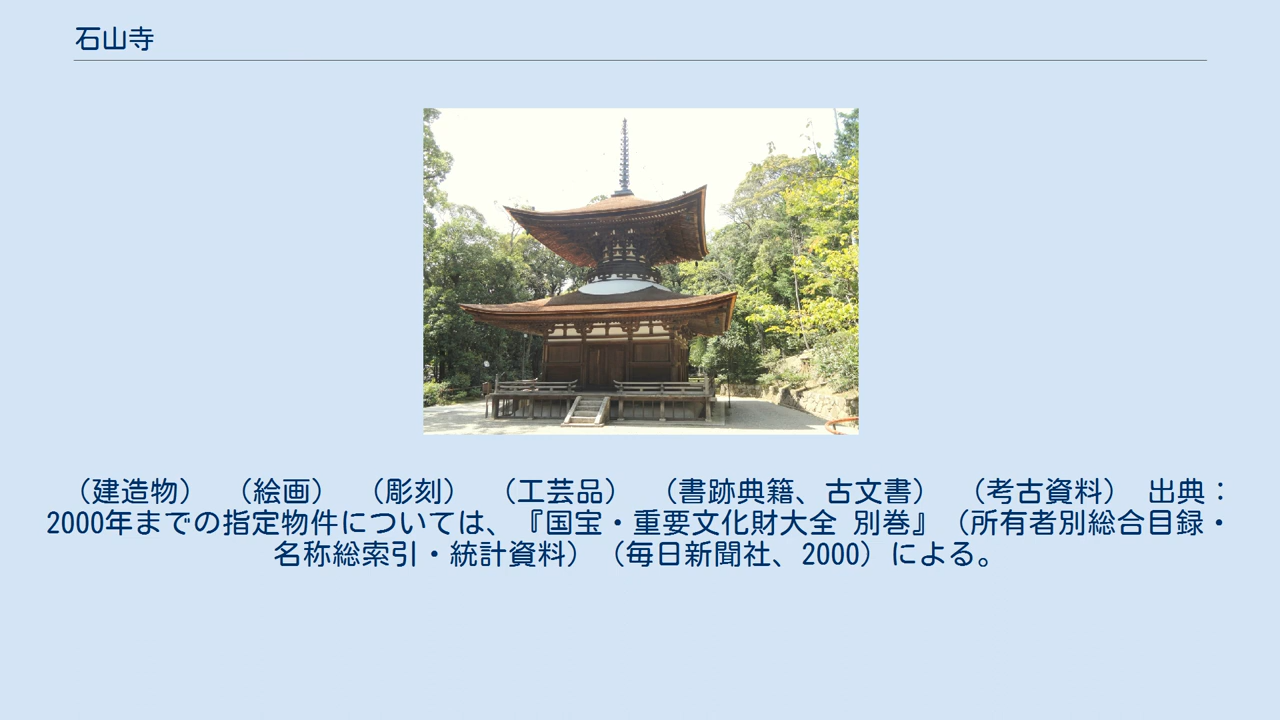 石山寺
（建造物）　（絵画）　（彫刻）　（工芸品）　（書跡典籍、古文書）　（考古資料）　出典：
2000年までの指定物件については、『国宝・重要文化財大全 別巻』（所有者別総合目録・
名称総索引・統計資料）（毎日新聞社、2000）による。